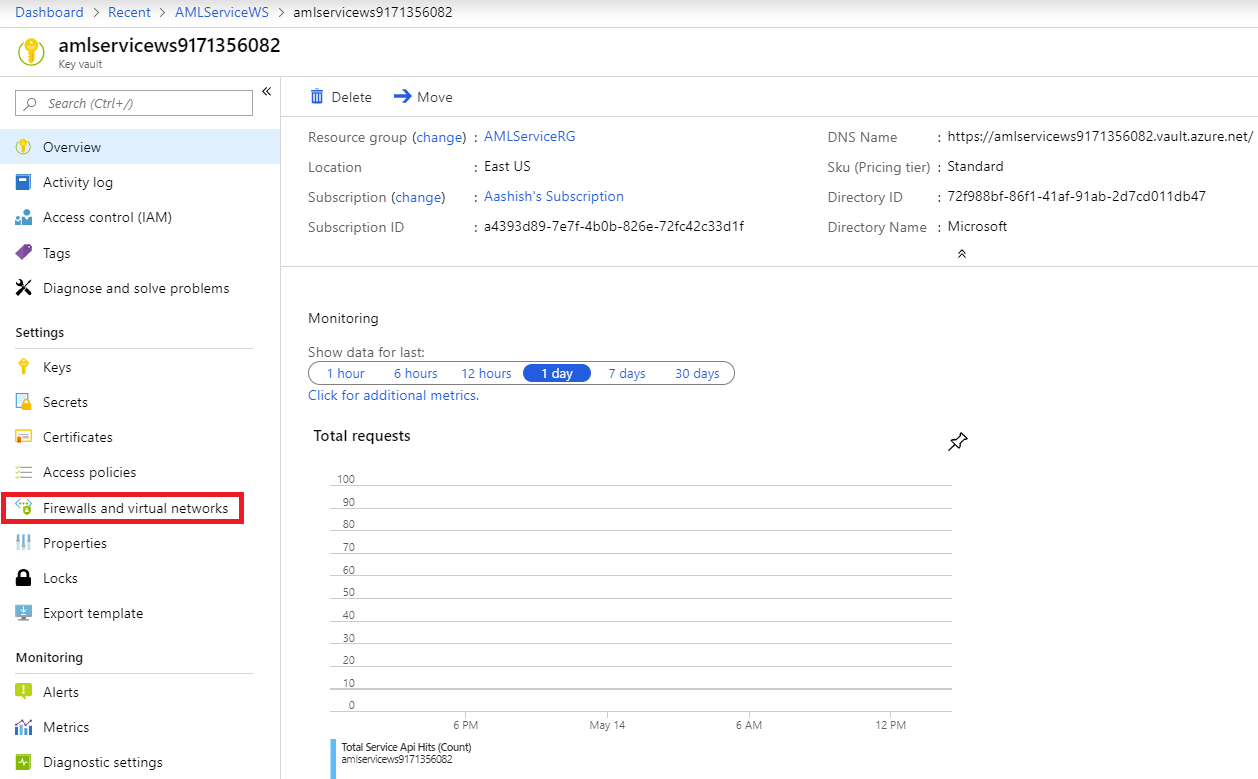 Dashboard > Recent > AMLServiceWS > amlservicews9171356082
amlservicews9171356082
Key vault
Search (Ctrl+/)
«
Overview
Activity log
Access control (IAM)
Tags
Diagnose and solve problems
Settings
Keys
Secrets
Certificates
Access policies
Firewalls and virtual networks
Properties
Locks
Export template
Monitoring
Alerts
Metrics
Diagnostic settings
Delete Move
Resource group (change) : AMLServiceRG
Location : East US
Subscription (change) : Aashish's Subscription
Subscription ID : a4393d89-7e7f-4b0b-826e-72fc42c33d1f
DNS Name : https://amlservicews9171356082.vault.azure.net/
Sku (Pricing tier) : Standard
Directory ID : 72f988bf-86f1-41af-91ab-2d7cd011db47
Directory Name : Microsoft
Monitoring
Show data for last:
1 hour 6 hours 12 hours 1 day 7 days 30 days
Click for additional metrics.
Total requests
100
90
80
70
60
50
40
30
20
10
0
6 PM May 14 6 AM 12 PM
Total Service Api Hits (Count)
amlservicews9171356082